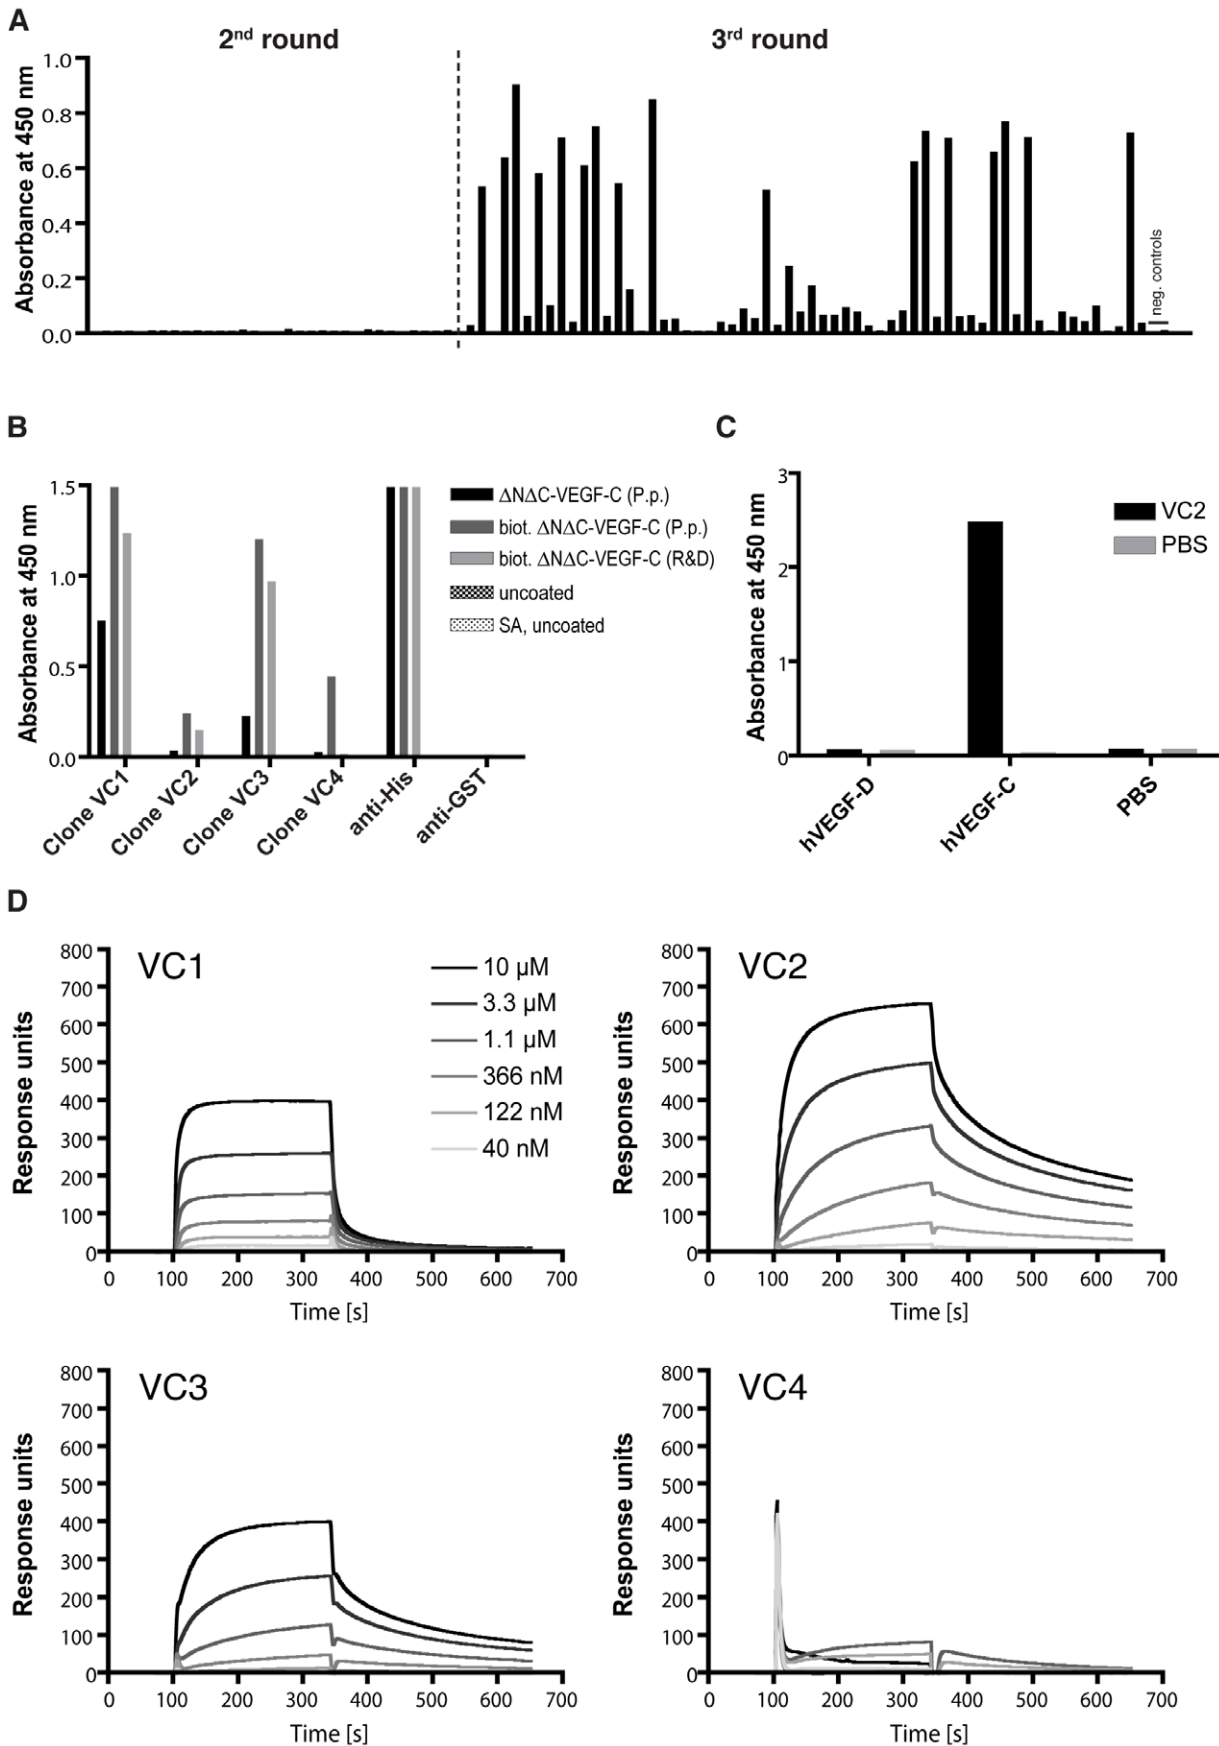 A
2nd round
3rd round
Absorbance at 450 nm
1.0
0.8
0.6
0.4
0.2
0.0
neg. controls
B
Absorbance at 450 nm
1.5
1.0
0.5
0.0
Clone VC1
Clone VC2
Clone VC3
Clone VC4
anti-His
anti-GST
ΔNΔC-VEGF-C (P.p.)
biot. ΔNΔC-VEGF-C (P.p.)
biot. ΔNΔC-VEGF-C (R&D)
uncoated
SA, uncoated
C
Absorbance at 450 nm
3
2
1
0
hVEGF-D
hVEGF-C
PBS
VC2
PBS
D
VC1
Response units
800
700
600
500
400
300
200
100
0
0 100 200 300 400 500 600 700
Time [s]
10 µM
3.3 µM
1.1 µM
366 nM
122 nM
40 nM
VC2
Response units
800
700
600
500
400
300
200
100
0
0 100 200 300 400 500 600 700
Time [s]
VC3
Response units
800
700
600
500
400
300
200
100
0
0 100 200 300 400 500 600 700
Time [s]
VC4
Response units
800
700
600
500
400
300
200
100
0
0 100 200 300 400 500 600 700
Time [s]